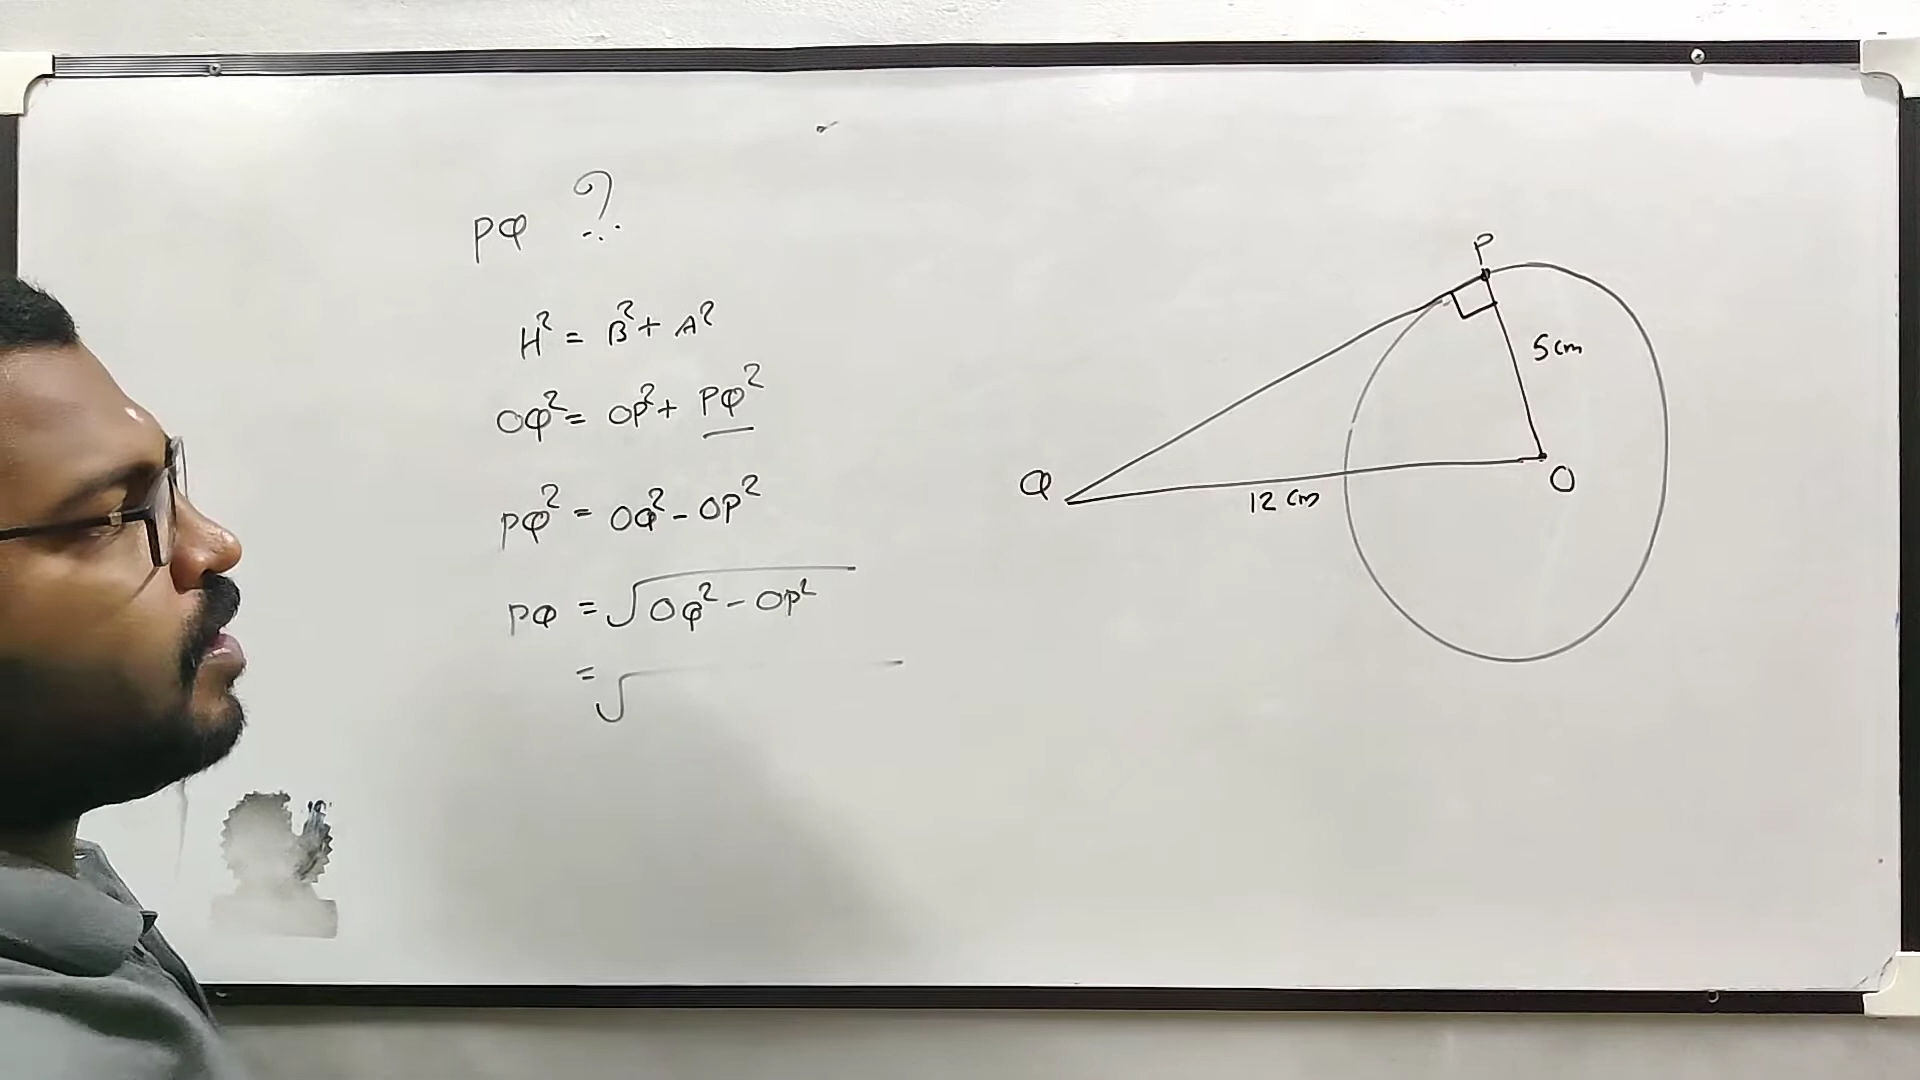 PQ ?
H² = B² + A²
OQ² = OP² + PQ²
PQ² = OQ² - OP²
PQ = √OQ² - OP²
= √
P
5cm
Q
12 cm
O